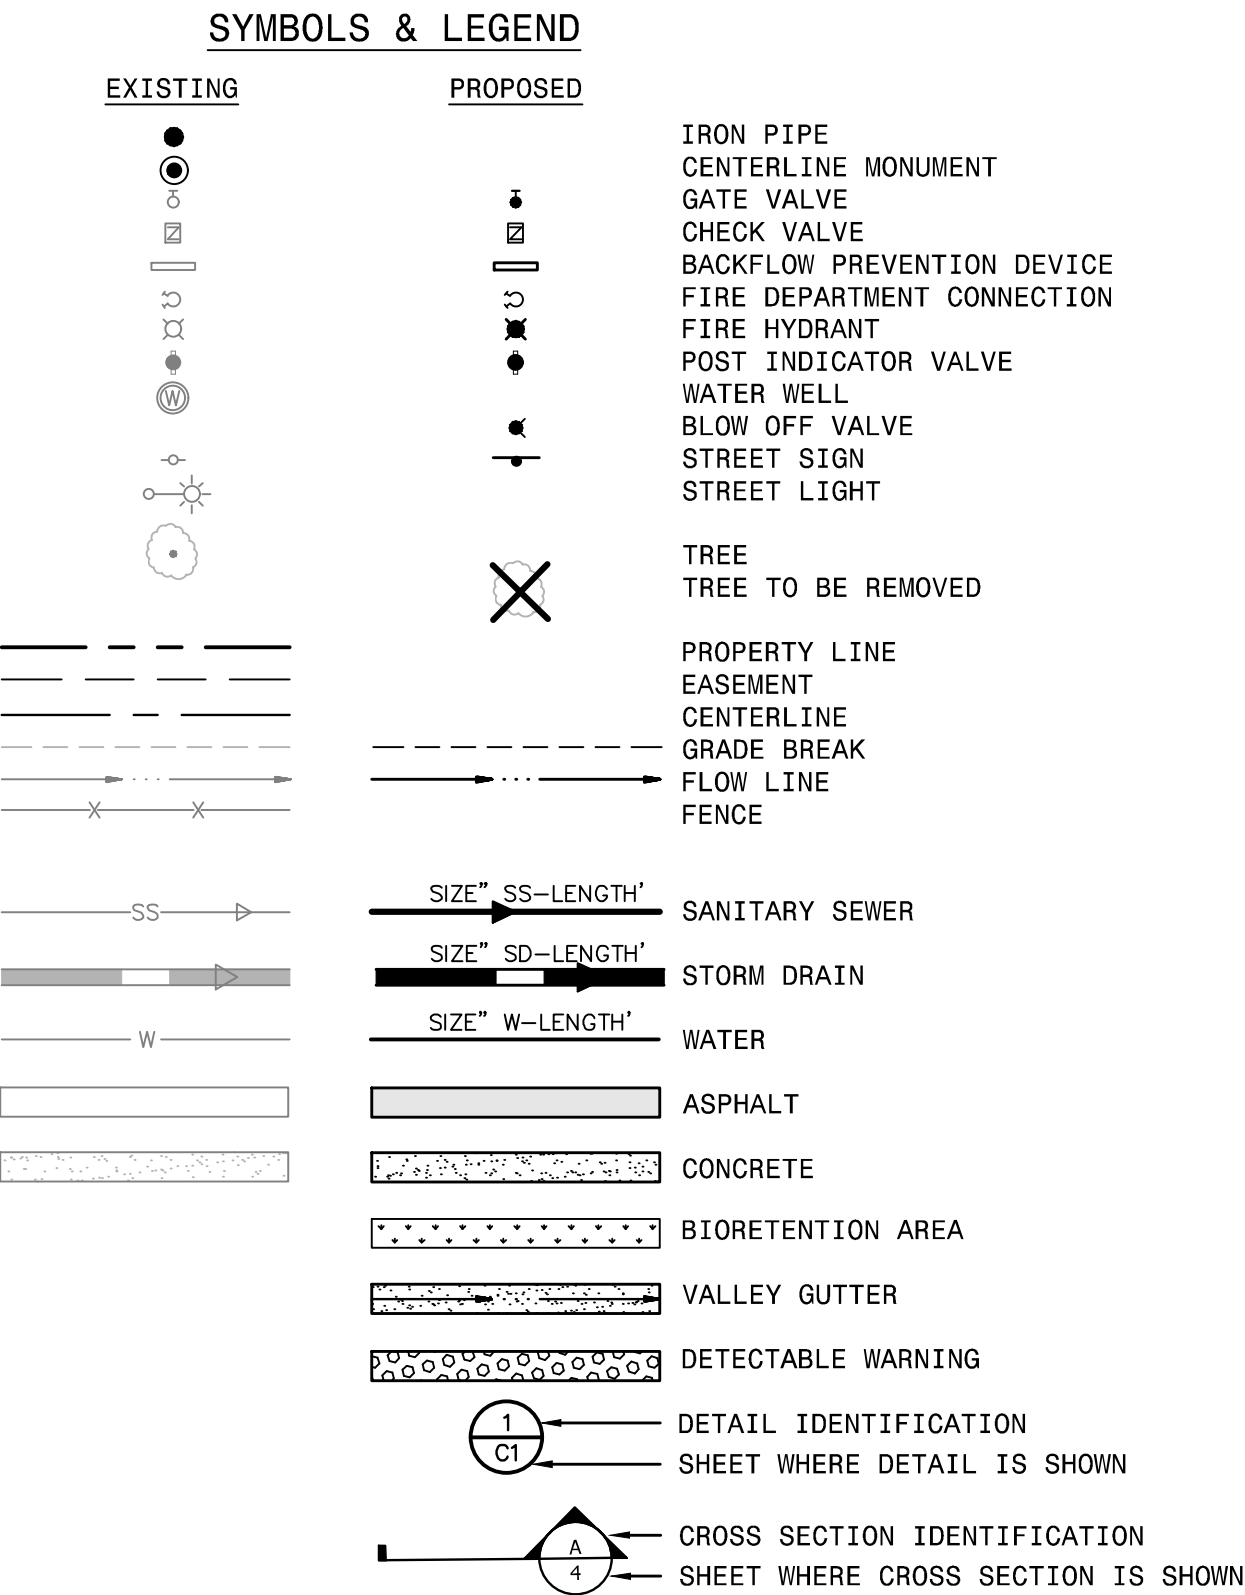 SYMBOLS & LEGEND
EXISTING PROPOSED
IRON PIPE
CENTERLINE MONUMENT
GATE VALVE
Z Z CHECK VALVE
BACKFLOW PREVENTION DEVICE
FIRE DEPARTMENT CONNECTION
FIRE HYDRANT
POST INDICATOR VALVE
W WATER WELL
BLOW OFF VALVE
STREET SIGN
STREET LIGHT
TREE
TREE TO BE REMOVED
PROPERTY LINE
EASEMENT
CENTERLINE
GRADE BREAK
FLOW LINE
FENCE
SIZE" SS-LENGTH'
SS SANITARY SEWER
SIZE" SD-LENGTH'
STORM DRAIN
SIZE" W-LENGTH'
W WATER
ASPHALT
CONCRETE
BIORETENTION AREA
VALLEY GUTTER
DETECTABLE WARNING
1 DETAIL IDENTIFICATION
C1 SHEET WHERE DETAIL IS SHOWN
A CROSS SECTION IDENTIFICATION
4 SHEET WHERE CROSS SECTION IS SHOWN